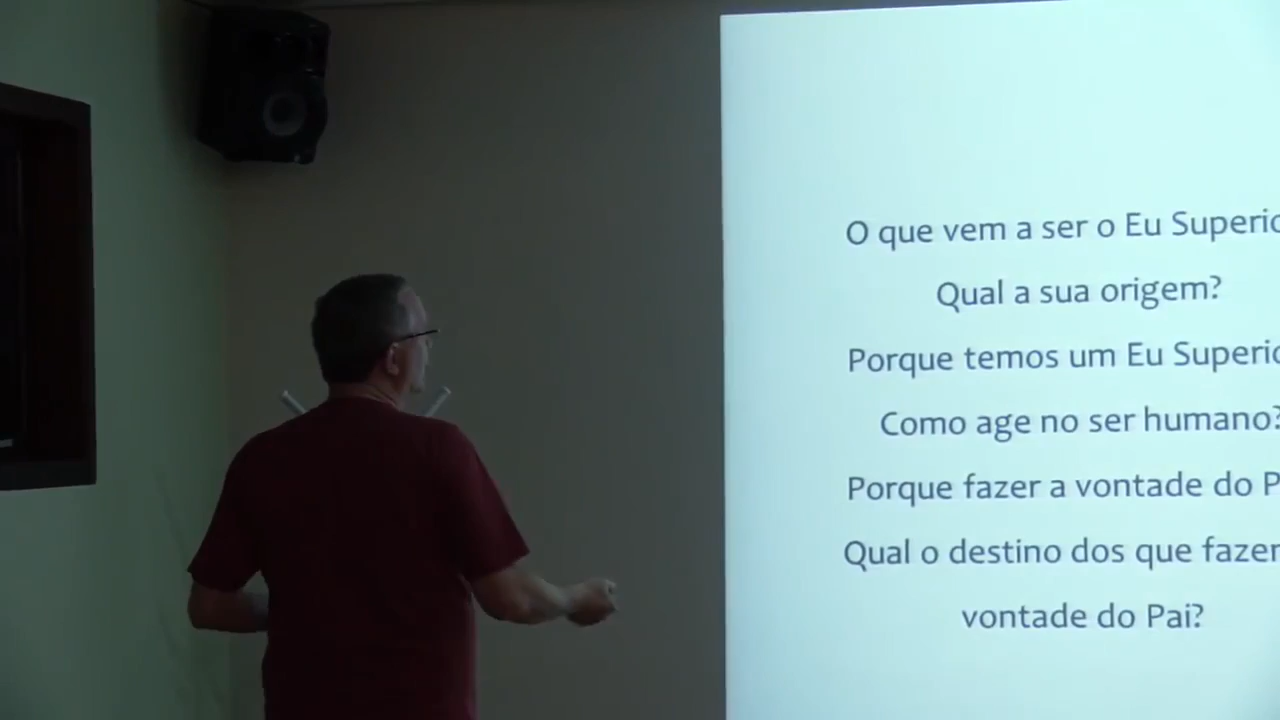 O que vem a ser o Eu
Qual a sua origem?
Porque temos um Eu
Como age no ser humano?
Porque fazer a vontade do
Qual o destino dos que
vontade do Pai?